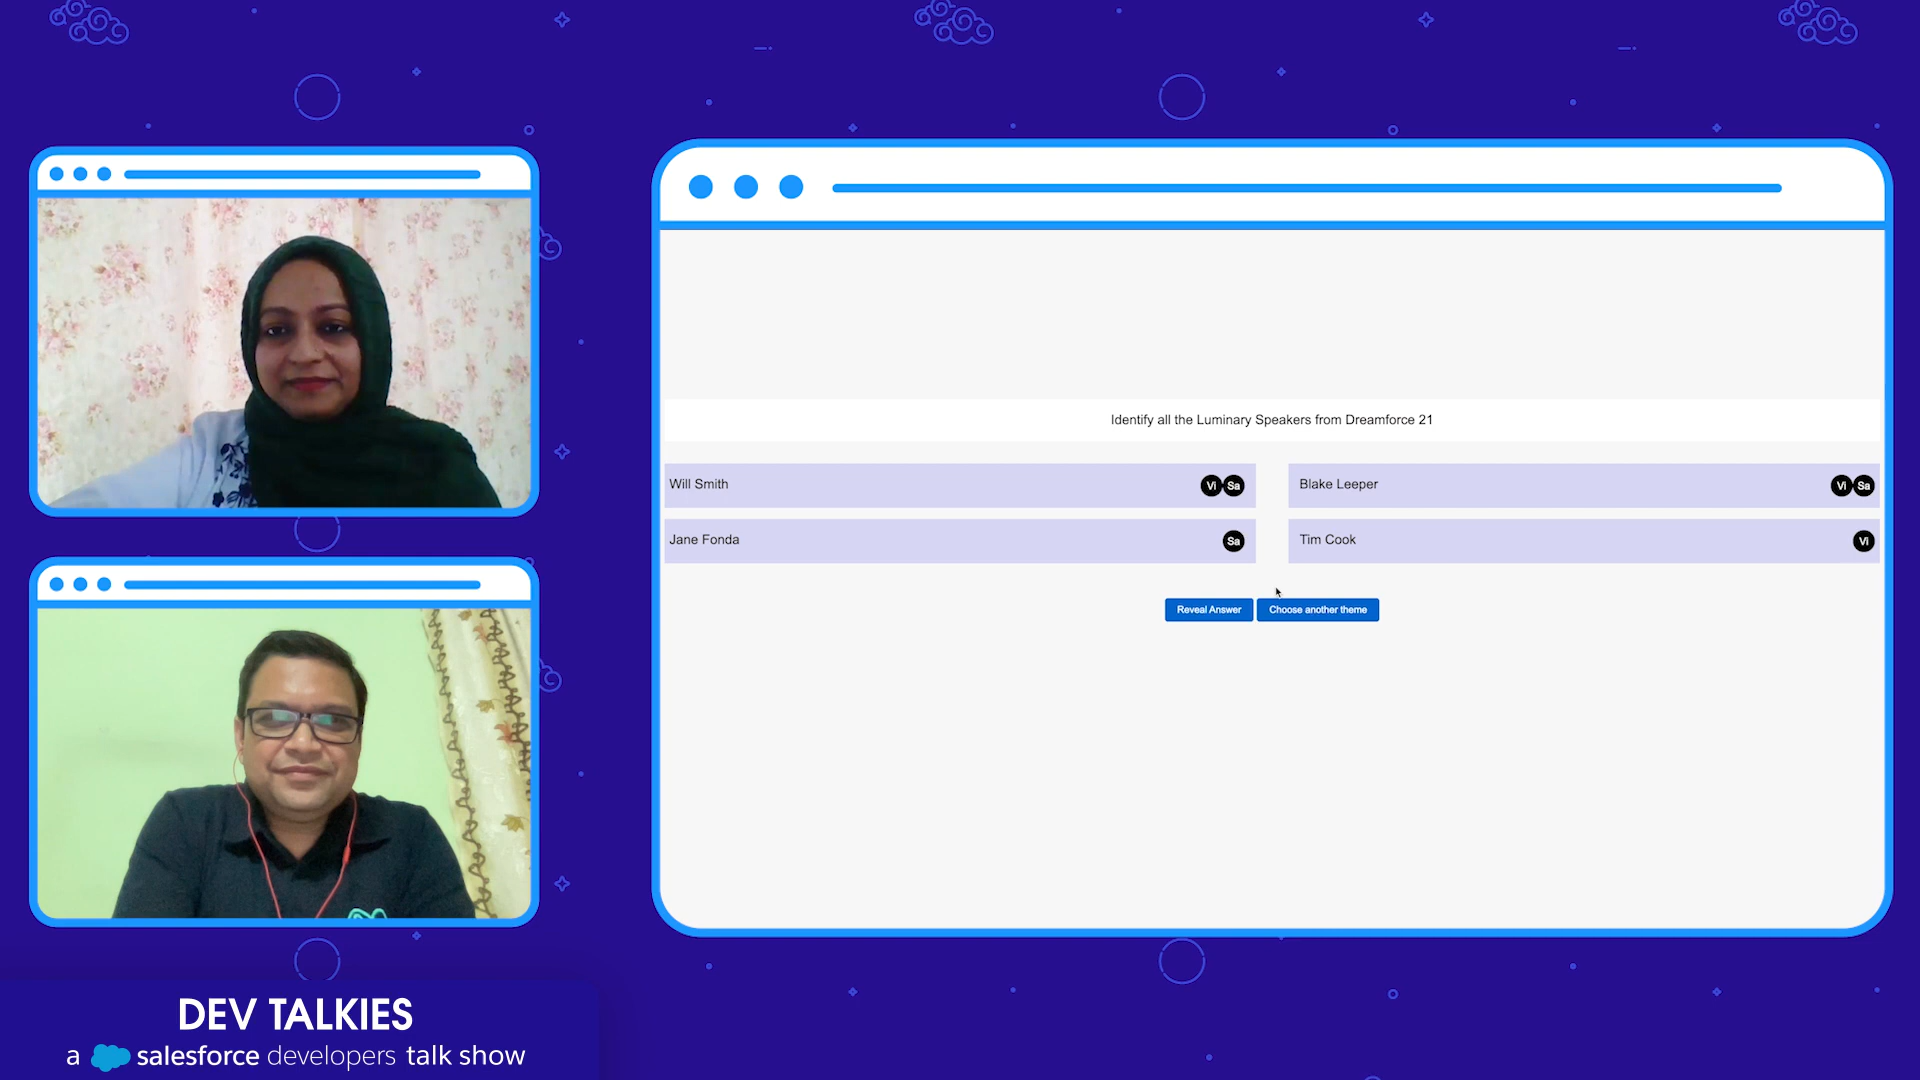 Identify all the Luminary Speakers from Dreamforce 21
Will Smith Vi Sa
Blake Leeper Vi Sa
Jane Fonda Sa
Tim Cook Vi
Reveal Answer Choose another theme
DEV TALKIES
a salesforce developers talk show